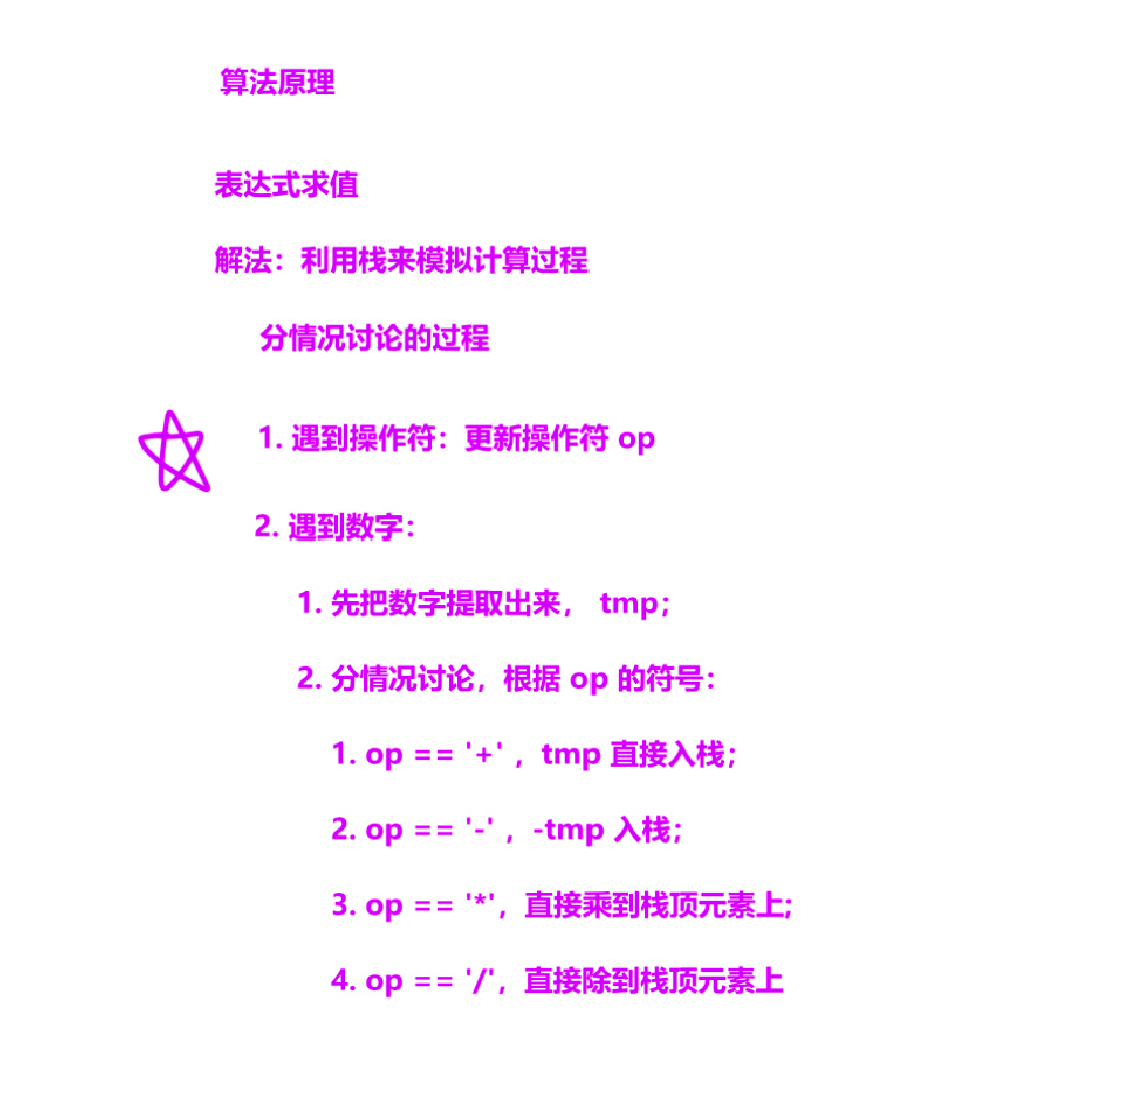 算法原理
表达式求值
解法：利用栈来模拟计算过程
分情况讨论的过程
1. 遇到操作符：更新操作符 op
2. 遇到数字：
1. 先把数字提取出来， tmp；
2. 分情况讨论，根据 op 的符号：
1. op == '+' ，tmp 直接入栈；
2. op == '-' ，-tmp 入栈；
3. op == '*'，直接乘到栈顶元素上;
4. op == '/'，直接除到栈顶元素上